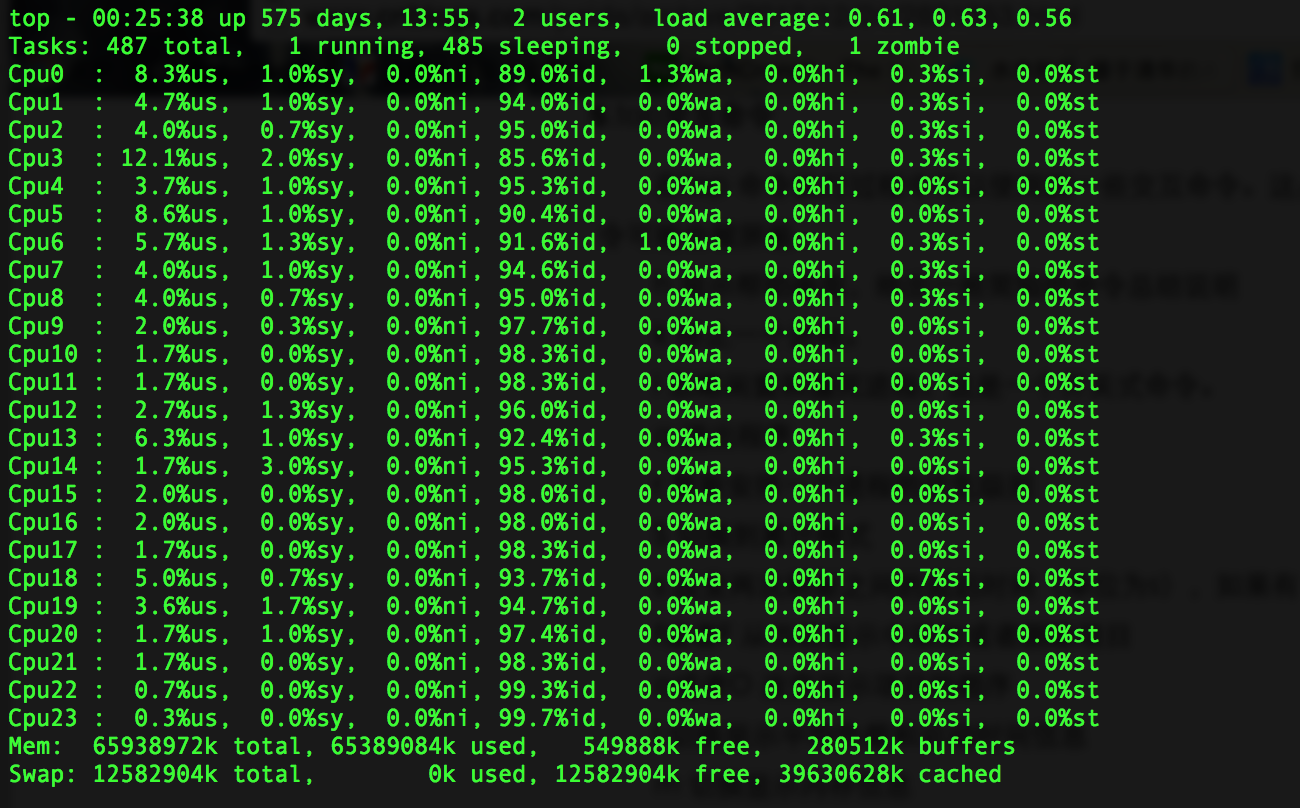 top - 00:25:38 up 575 days, 13:55,  2 users,  load average: 0.61, 0.63, 0.56
Tasks: 487 total,   1 running, 485 sleeping,   0 stopped,   1 zombie
Cpu0  :  8.3%us,  1.0%sy,  0.0%ni, 89.0%id,  1.3%wa,  0.0%hi,  0.3%si,  0.0%st
Cpu1  :  4.7%us,  1.0%sy,  0.0%ni, 94.0%id,  0.0%wa,  0.0%hi,  0.3%si,  0.0%st
Cpu2  :  4.0%us,  0.7%sy,  0.0%ni, 95.0%id,  0.0%wa,  0.0%hi,  0.3%si,  0.0%st
Cpu3  : 12.1%us,  2.0%sy,  0.0%ni, 85.6%id,  0.0%wa,  0.0%hi,  0.3%si,  0.0%st
Cpu4  :  3.7%us,  1.0%sy,  0.0%ni, 95.3%id,  0.0%wa,  0.0%hi,  0.0%si,  0.0%st
Cpu5  :  8.6%us,  1.0%sy,  0.0%ni, 90.4%id,  0.0%wa,  0.0%hi,  0.0%si,  0.0%st
Cpu6  :  5.7%us,  1.3%sy,  0.0%ni, 91.6%id,  1.0%wa,  0.0%hi,  0.3%si,  0.0%st
Cpu7  :  4.0%us,  1.0%sy,  0.0%ni, 94.6%id,  0.0%wa,  0.0%hi,  0.3%si,  0.0%st
Cpu8  :  4.0%us,  0.7%sy,  0.0%ni, 95.0%id,  0.0%wa,  0.0%hi,  0.3%si,  0.0%st
Cpu9  :  2.0%us,  0.3%sy,  0.0%ni, 97.7%id,  0.0%wa,  0.0%hi,  0.0%si,  0.0%st
Cpu10 :  1.7%us,  0.0%sy,  0.0%ni, 98.3%id,  0.0%wa,  0.0%hi,  0.0%si,  0.0%st
Cpu11 :  1.7%us,  0.0%sy,  0.0%ni, 98.3%id,  0.0%wa,  0.0%hi,  0.0%si,  0.0%st
Cpu12 :  2.7%us,  1.3%sy,  0.0%ni, 96.0%id,  0.0%wa,  0.0%hi,  0.0%si,  0.0%st
Cpu13 :  6.3%us,  1.0%sy,  0.0%ni, 92.4%id,  0.0%wa,  0.0%hi,  0.3%si,  0.0%st
Cpu14 :  1.7%us,  3.0%sy,  0.0%ni, 95.3%id,  0.0%wa,  0.0%hi,  0.0%si,  0.0%st
Cpu15 :  2.0%us,  0.0%sy,  0.0%ni, 98.0%id,  0.0%wa,  0.0%hi,  0.0%si,  0.0%st
Cpu16 :  2.0%us,  0.0%sy,  0.0%ni, 98.0%id,  0.0%wa,  0.0%hi,  0.0%si,  0.0%st
Cpu17 :  1.7%us,  0.0%sy,  0.0%ni, 98.3%id,  0.0%wa,  0.0%hi,  0.0%si,  0.0%st
Cpu18 :  5.0%us,  0.7%sy,  0.0%ni, 93.7%id,  0.0%wa,  0.0%hi,  0.7%si,  0.0%st
Cpu19 :  3.6%us,  1.7%sy,  0.0%ni, 94.7%id,  0.0%wa,  0.0%hi,  0.0%si,  0.0%st
Cpu20 :  1.7%us,  1.0%sy,  0.0%ni, 97.4%id,  0.0%wa,  0.0%hi,  0.0%si,  0.0%st
Cpu21 :  1.7%us,  0.0%sy,  0.0%ni, 98.3%id,  0.0%wa,  0.0%hi,  0.0%si,  0.0%st
Cpu22 :  0.7%us,  0.0%sy,  0.0%ni, 99.3%id,  0.0%wa,  0.0%hi,  0.0%si,  0.0%st
Cpu23 :  0.3%us,  0.0%sy,  0.0%ni, 99.7%id,  0.0%wa,  0.0%hi,  0.0%si,  0.0%st
Mem:  65938972k total, 65389084k used,   549888k free,   280512k buffers
Swap: 12582904k total,        0k used, 12582904k free, 39630628k cached